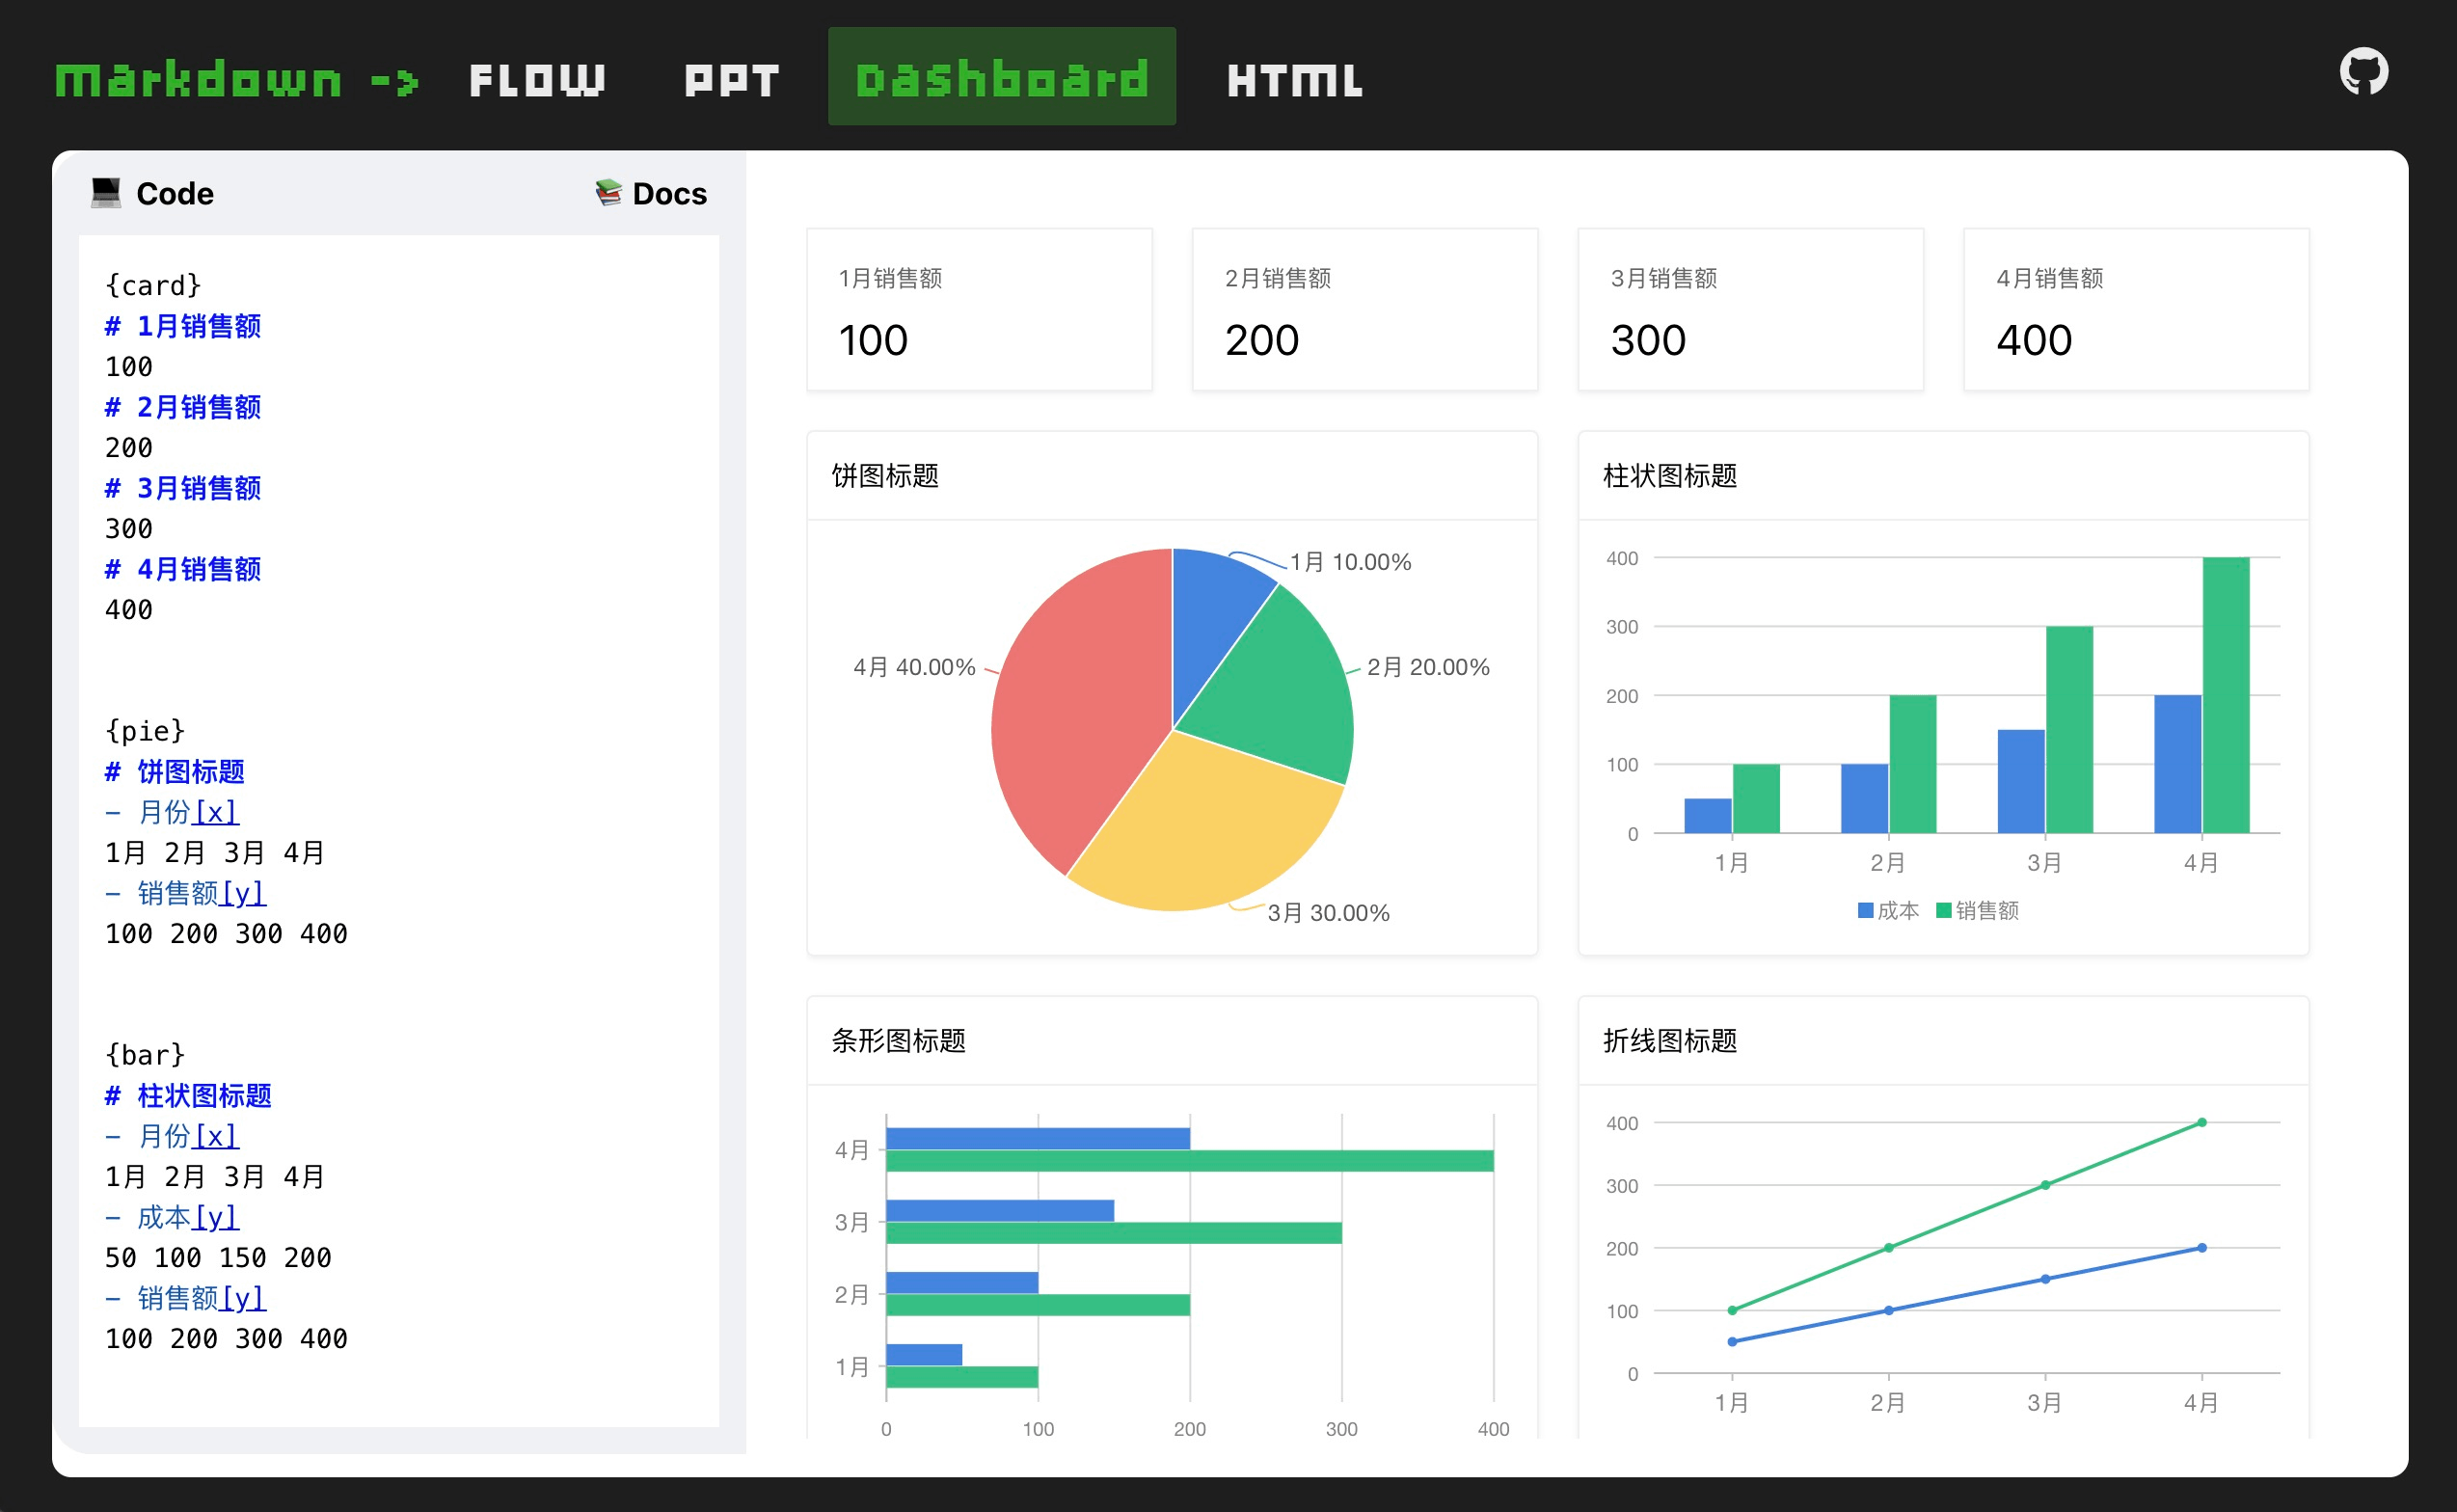 Markdown -> FLOW PPT Dashboard HTML
💻 Code
📚 Docs
{card}
# 1月销售额
100
# 2月销售额
200
# 3月销售额
300
# 4月销售额
400
{pie}
# 饼图标题
- 月份[x]
1月 2月 3月 4月
- 销售额[y]
100 200 300 400
{bar}
# 柱状图标题
- 月份[x]
1月 2月 3月 4月
- 成本[y]
50 100 150 200
- 销售额[y]
100 200 300 400
1月销售额
100
2月销售额
200
3月销售额
300
4月销售额
400
饼图标题
1月 10.00%
4月 40.00%
2月 20.00%
3月 30.00%
柱状图标题
400
300
200
100
0
1月 2月 3月 4月
成本 销售额
条形图标题
4月
3月
2月
1月
0 100 200 300 400
折线图标题
400
300
200
100
0
1月 2月 3月 4月